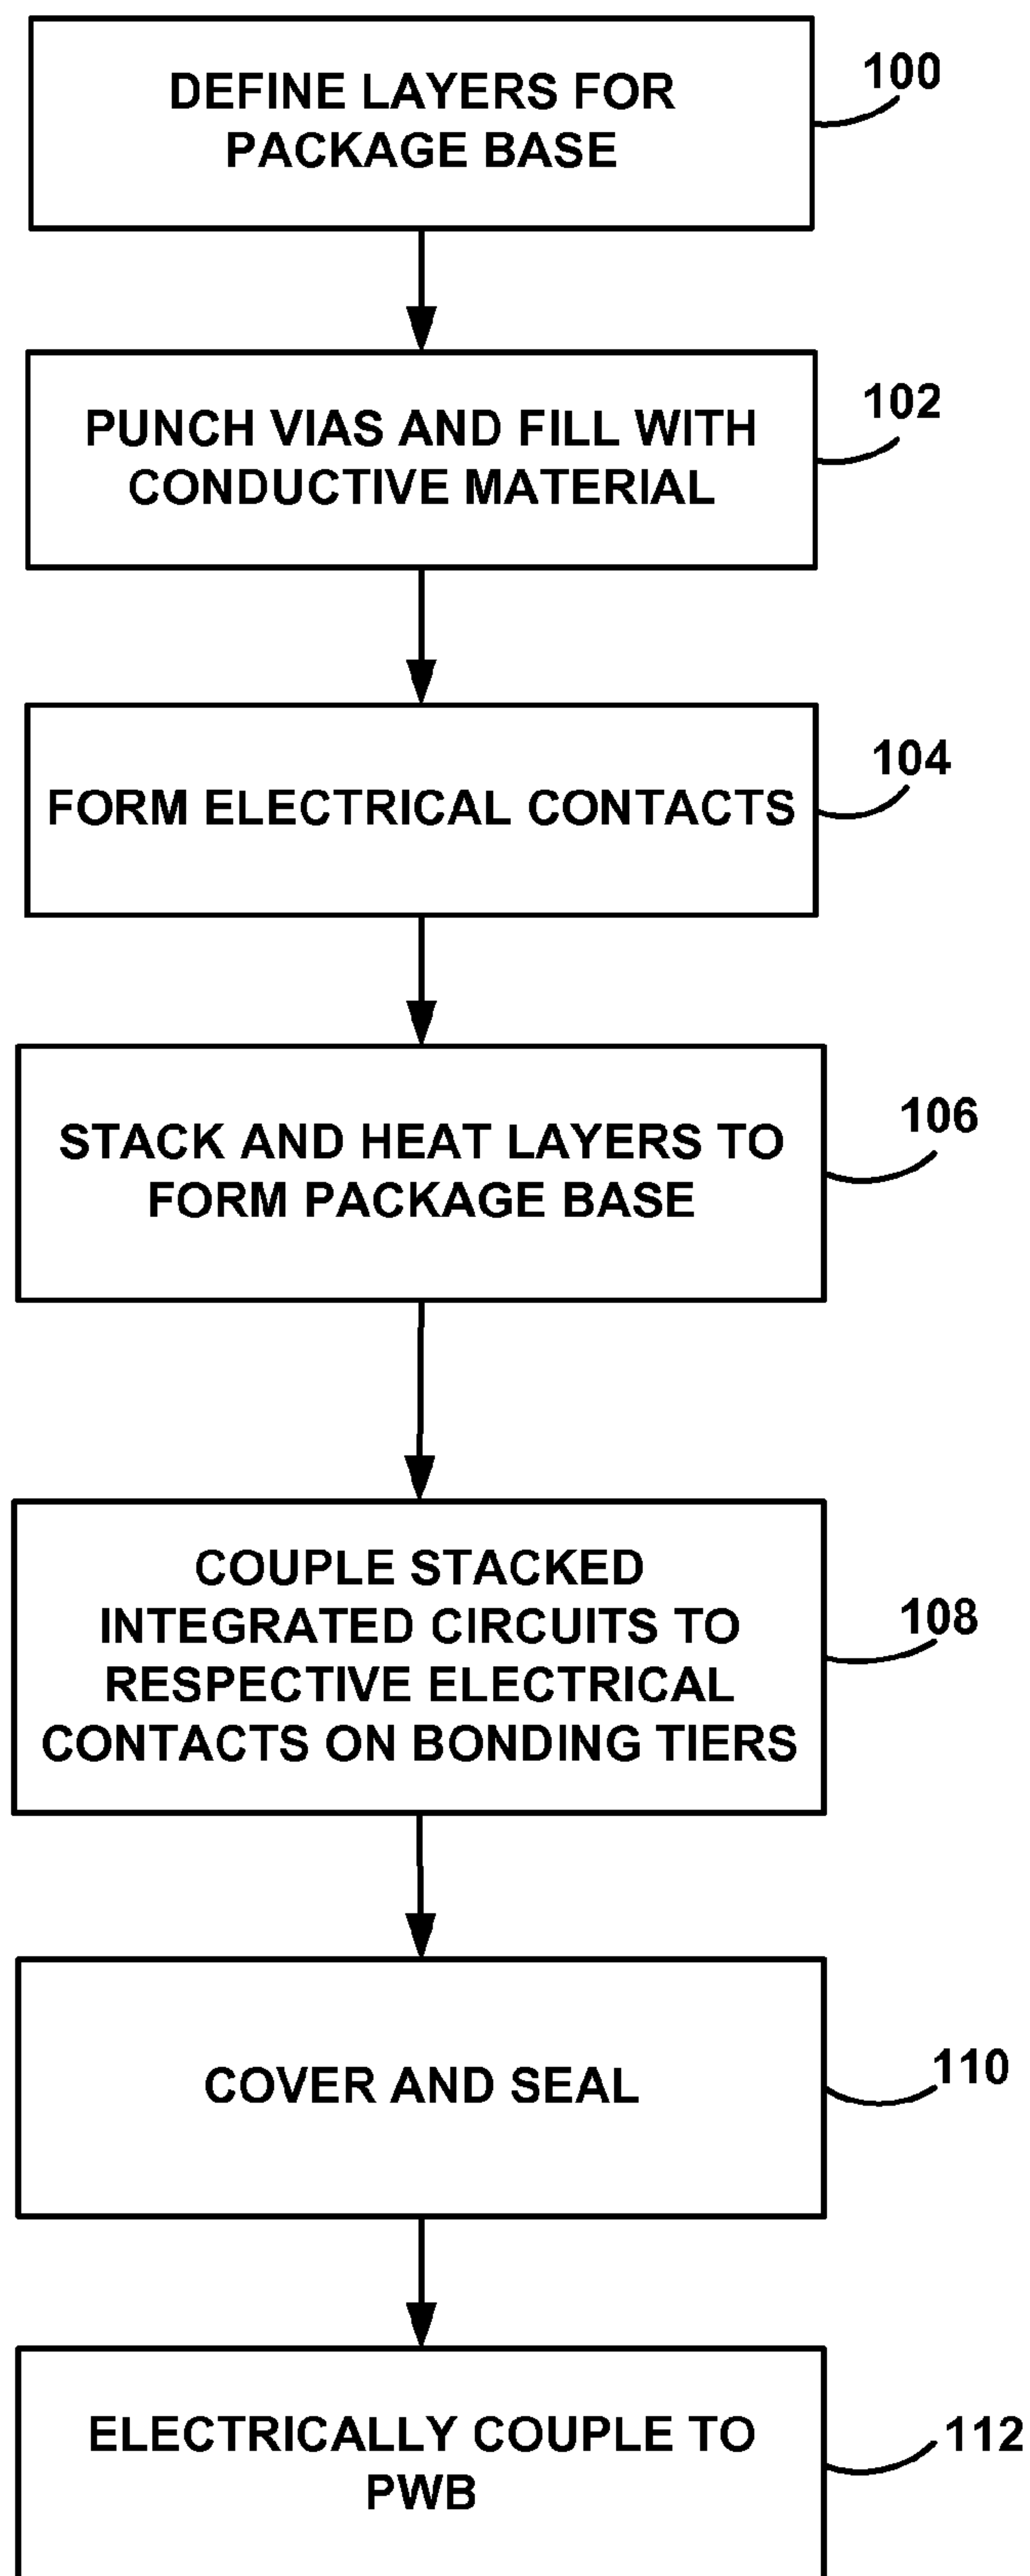 DEFINE LAYERS FOR
PACKAGE BASE
100
PUNCH VIAS AND FILL WITH
CONDUCTIVE MATERIAL
102
FORM ELECTRICAL CONTACTS
104
STACK AND HEAT LAYERS TO
FORM PACKAGE BASE
106
COUPLE STACKED
INTEGRATED CIRCUITS TO
RESPECTIVE ELECTRICAL
CONTACTS ON BONDING TIERS
108
COVER AND SEAL
110
ELECTRICALLY COUPLE TO
PWB
112